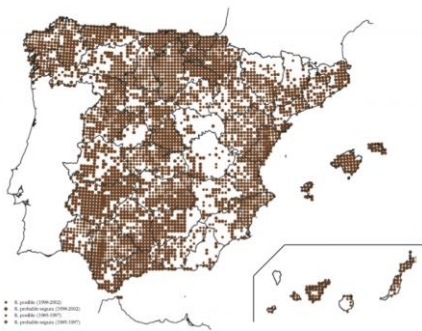 R. posible (1998-2002)
R. probable-segura (1998-2002)
R. posible (1985-1997)
R. probable-segura (1985-1997)